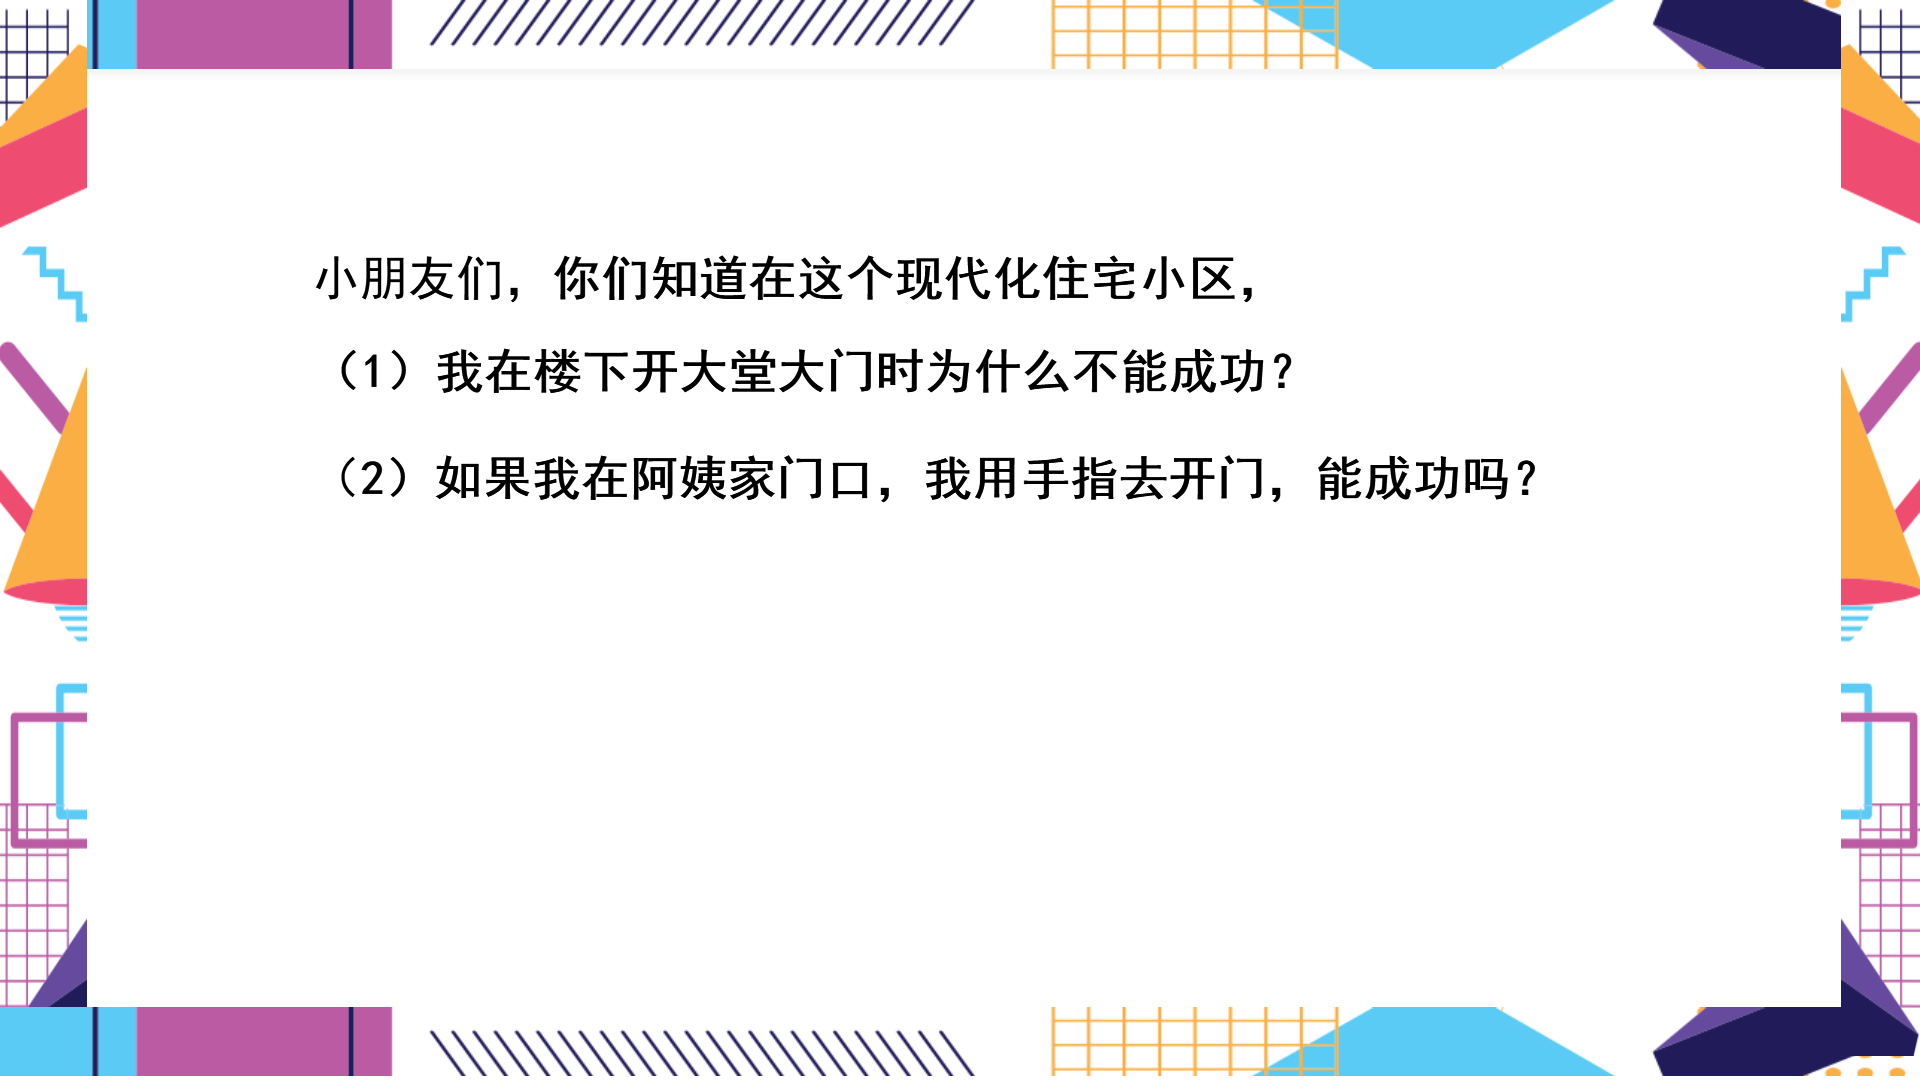 小朋友们，你们知道在这个现代化住宅小区，
（1）我在楼下开大堂大门时为什么不能成功？
（2）如果我在阿姨家门口，我用手指去开门，能成功吗？